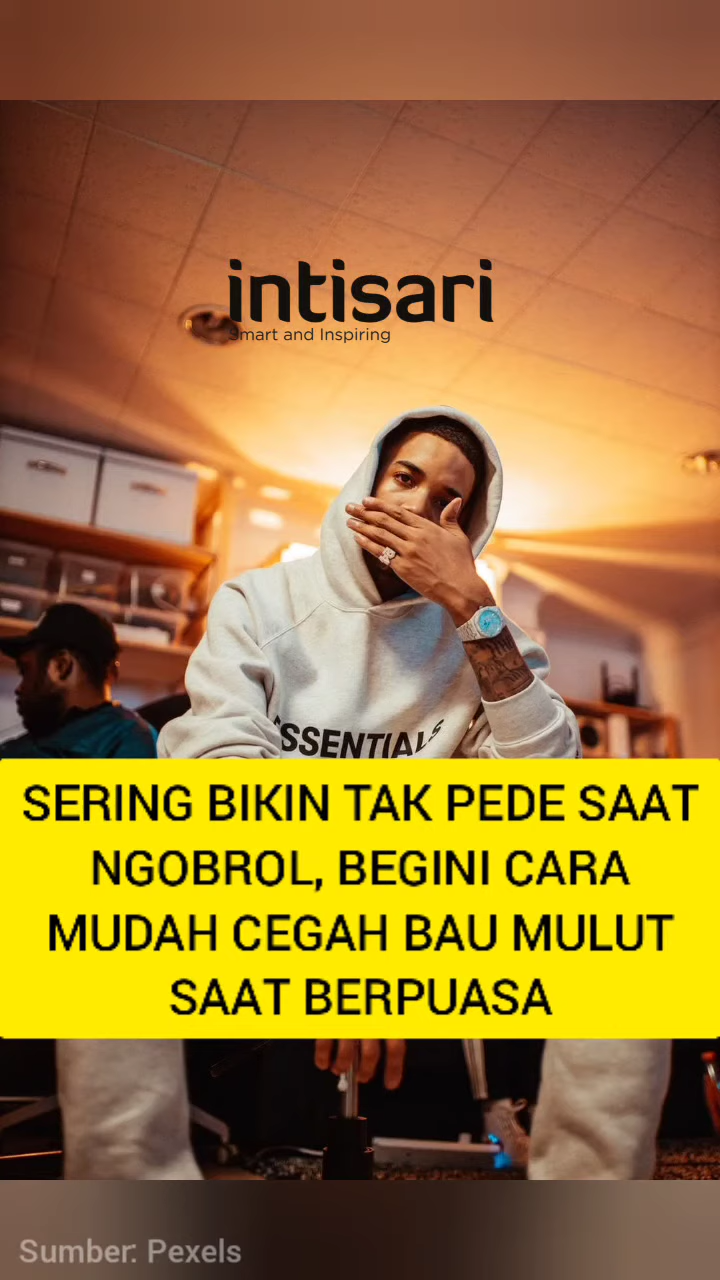 intisari
Smart and Inspiring
ESSENTIALS
SERING BIKIN TAK PEDE SAAT
NGOBROL, BEGINI CARA
MUDAH CEGAH BAU MULUT
SAAT BERPUASA
Sumber: Pexels